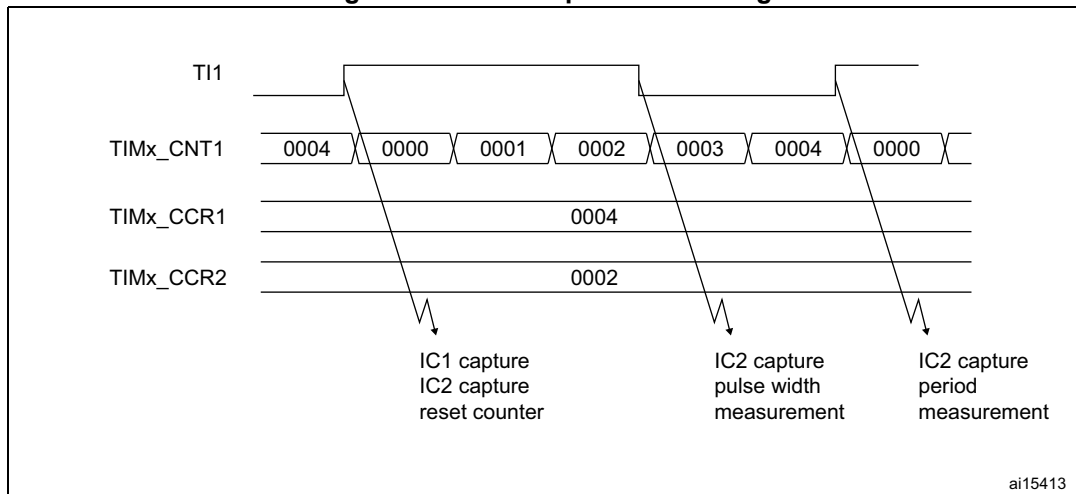 TI1
TIMx_CNT1 0004 0000 0001 0002 0003 0004 0000
TIMx_CCR1 0004
TIMx_CCR2 0002
IC1 capture
IC2 capture
reset counter
IC2 capture
pulse width
measurement
IC2 capture
period
measurement
ai15413